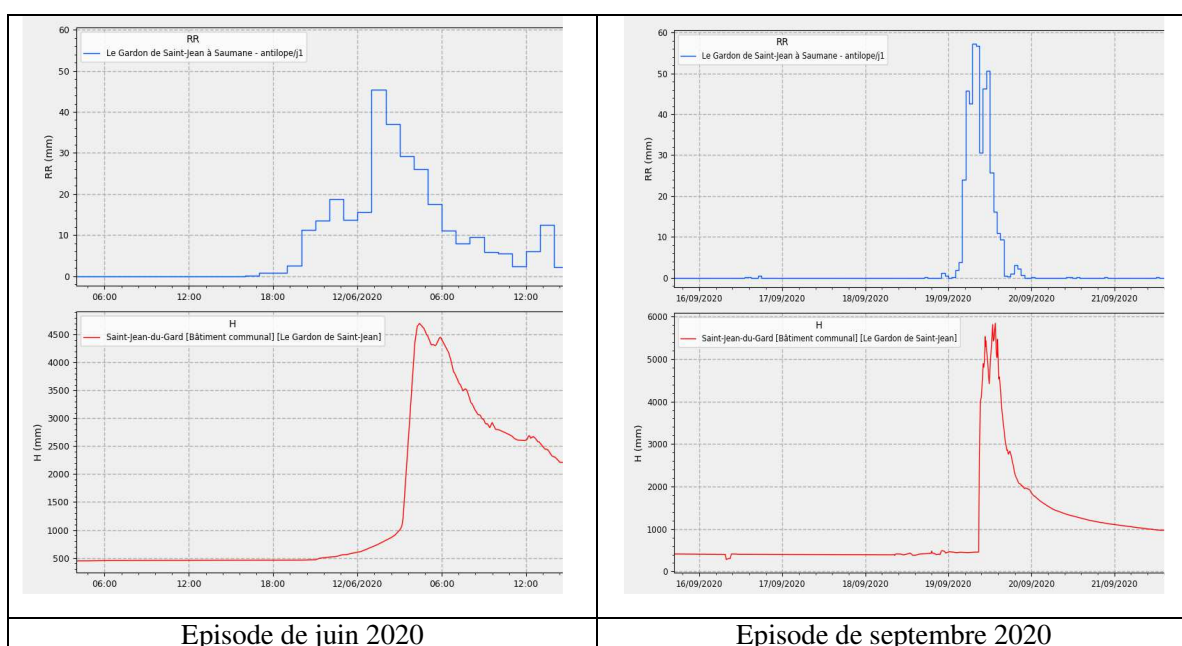 RR
Le Gardon de Saint-Jean à Saumane - antilope/j1
60
50
40
30
20
10
0
RR (mm)
06:00 12:00 18:00 12/06/2020 06:00 12:00
H
Saint-Jean-du-Gard [Bâtiment communal] [Le Gardon de Saint-Jean]
4500
4000
3500
3000
2500
2000
1500
1000
500
H (mm)
06:00 12:00 18:00 12/06/2020 06:00 12:00
Episode de juin 2020
RR
Le Gardon de Saint-Jean à Saumane - antilope/j1
60
50
40
30
20
10
0
RR (mm)
16/09/2020 17/09/2020 18/09/2020 19/09/2020 20/09/2020 21/09/2020
H
Saint-Jean-du-Gard [Bâtiment communal] [Le Gardon de Saint-Jean]
6000
5000
4000
3000
2000
1000
0
H (mm)
16/09/2020 17/09/2020 18/09/2020 19/09/2020 20/09/2020 21/09/2020
Episode de septembre 2020